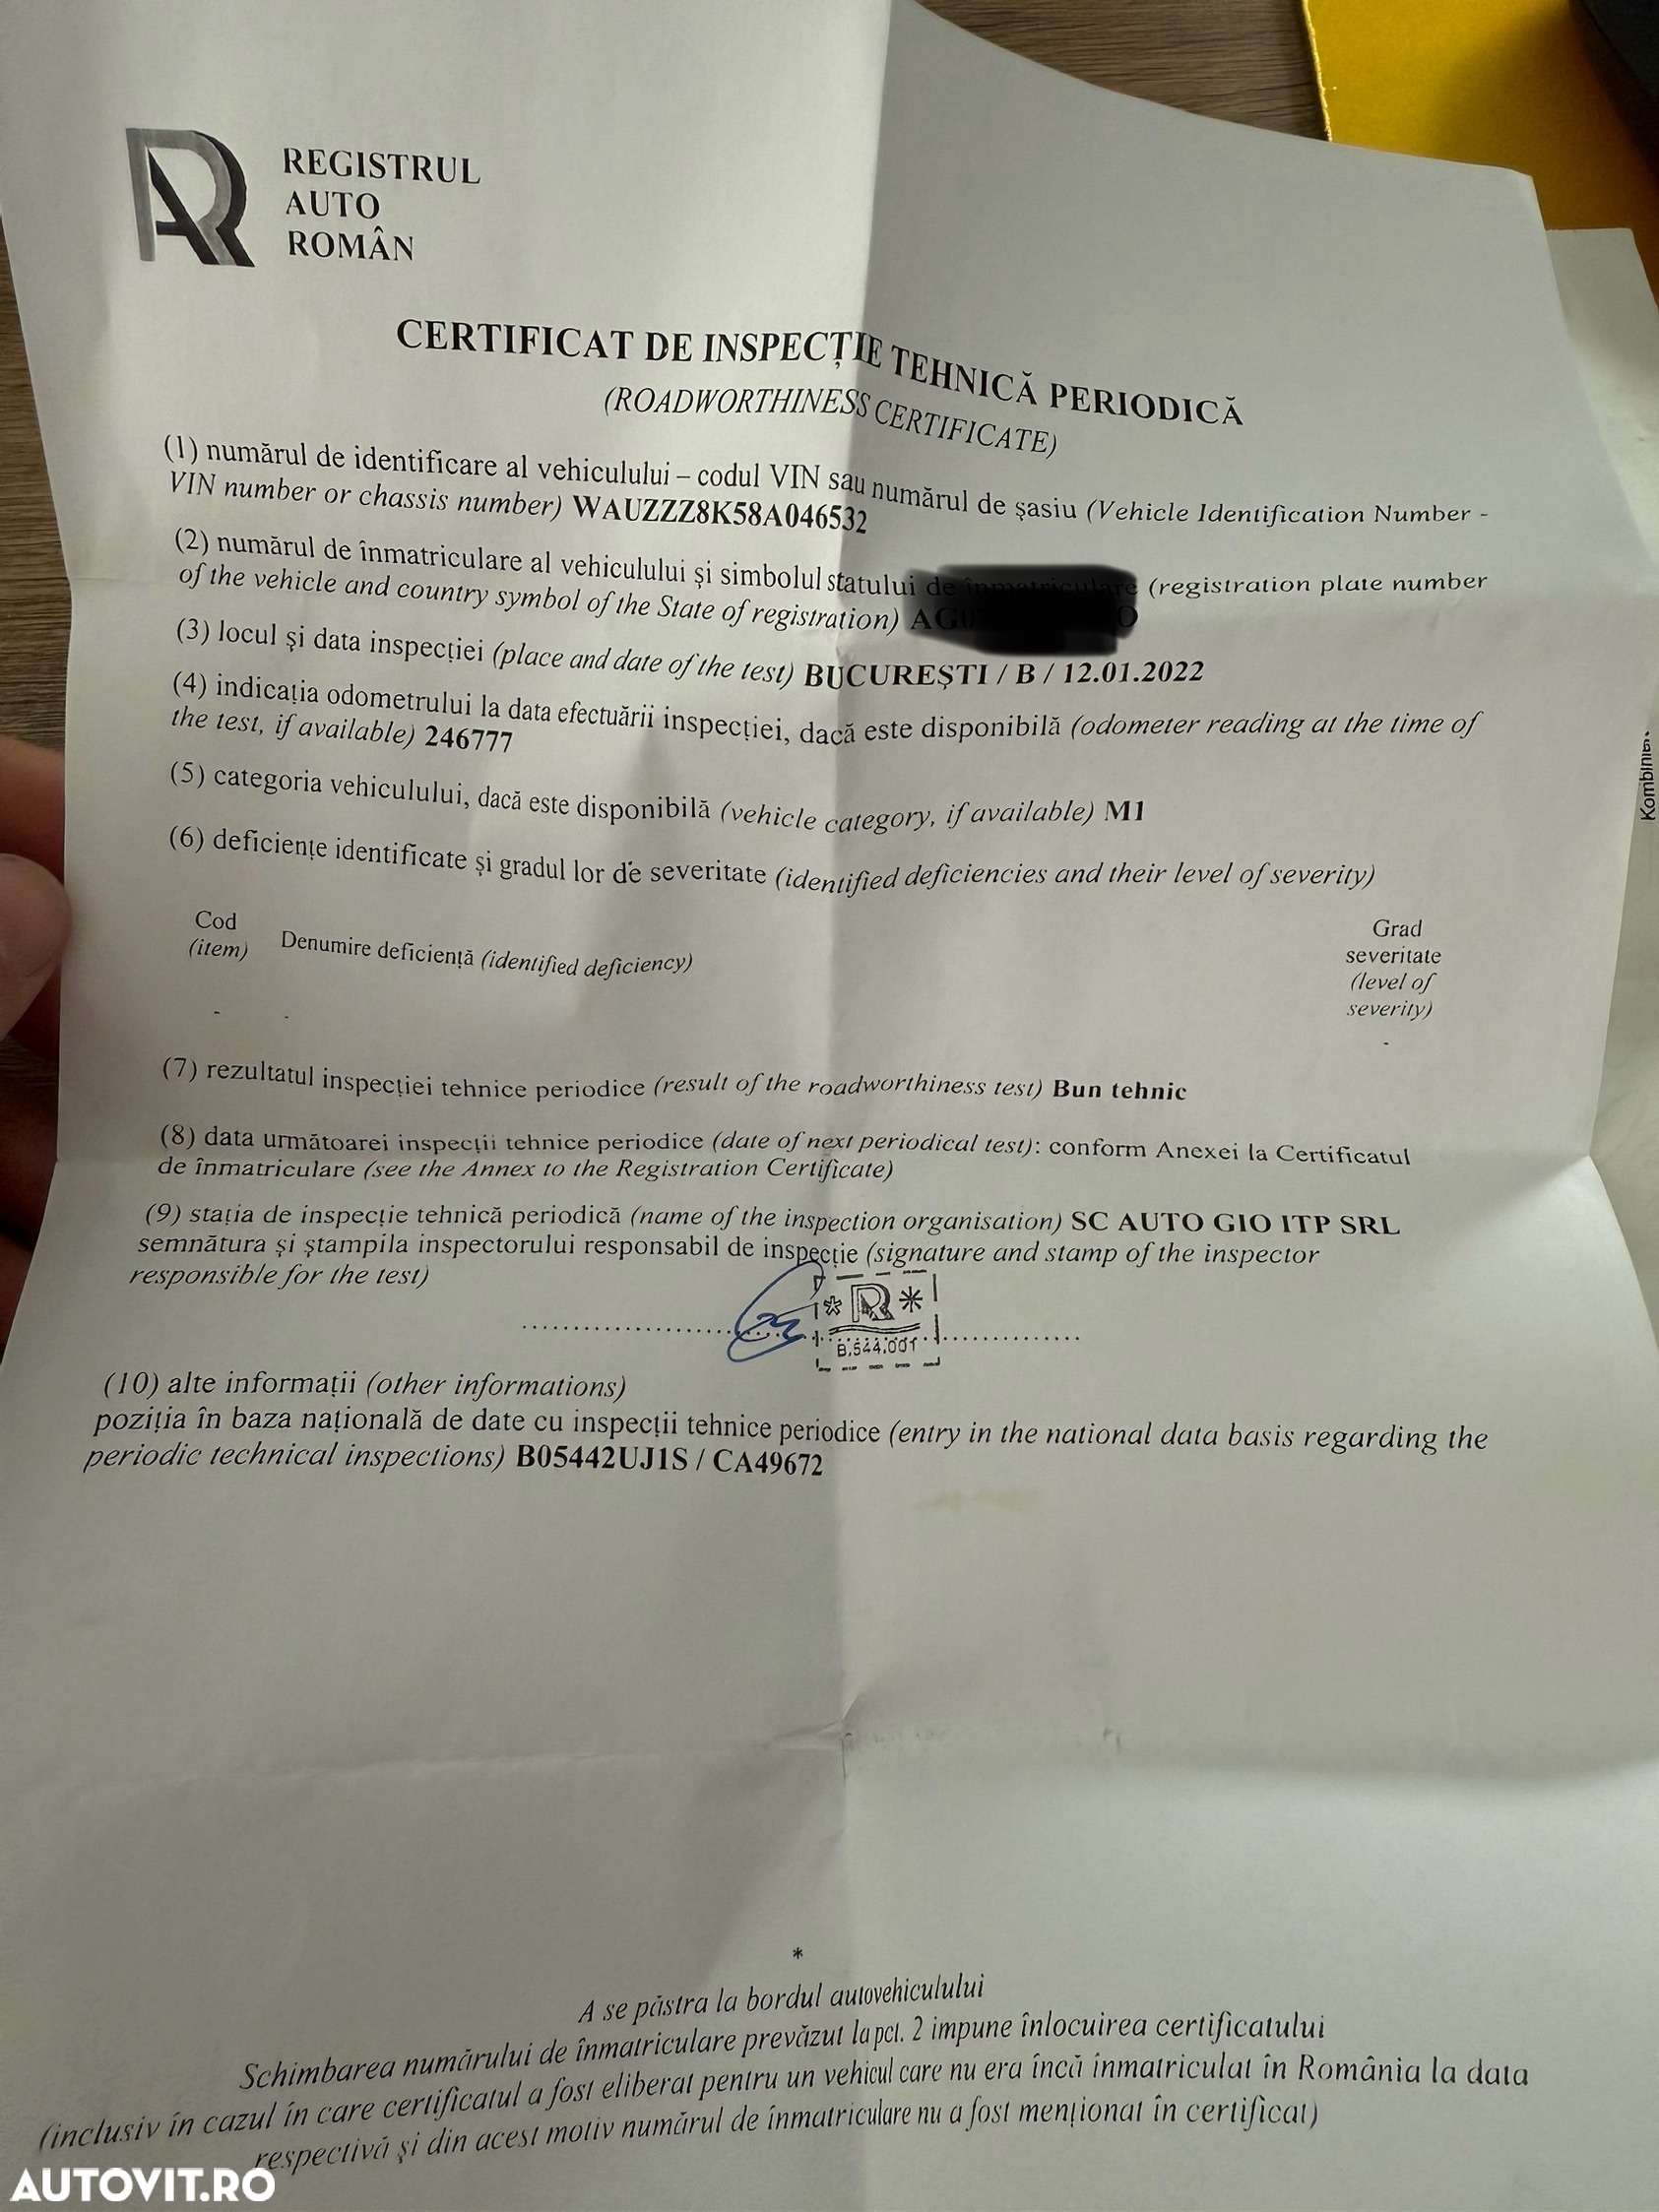 REGISTRUL
AUTO
ROMÂN
CERTIFICAT DE INSPECȚIE TEHNICĂ PERIODICĂ
(ROADWORTHINESS CERTIFICATE)
(1) numărul de identificare al vehiculului – codul VIN sau numărul de șasiu (Vehicle Identification Number -
VIN number or chassis number) WAUZZZ8K58A046532
(2) numărul de înmatriculare al vehiculului și simbolul statului de înmatriculare (registration plate number
of the vehicle and country symbol of the State of registration) AG
(3) locul și data inspecției (place and date of the test) BUCUREȘTI / B / 12.01.2022
(4) indicația odometrului la data efectuării inspecției, dacă este disponibilă (odometer reading at the time of
the test, if available) 246777
(5) categoria vehiculului, dacă este disponibilă (vehicle category, if available) M1
(6) deficiențe identificate și gradul lor de severitate (identified deficiencies and their level of severity)
Cod
(item)
Denumire deficiență (identified deficiency)
Grad
severitate
(level of
severity)
- - -
(7) rezultatul inspecției tehnice periodice (result of the roadworthiness test) Bun tehnic
(8) data următoarei inspecții tehnice periodice (date of next periodical test): conform Anexei la Certificatul
de înmatriculare (see the Annex to the Registration Certificate)
(9) stația de inspecție tehnică periodică (name of the inspection organisation) SC AUTO GIO ITP SRL
semnătura și ștampila inspectorului responsabil de inspecție (signature and stamp of the inspector
responsible for the test)
* R *
B.544.001
(10) alte informații (other informations)
poziția în baza națională de date cu inspecții tehnice periodice (entry in the national data basis regarding the
periodic technical inspections) B05442UJ1S / CA49672
*
A se păstra la bordul autovehiculului
Schimbarea numărului de înmatriculare prevăzut la pct. 2 impune înlocuirea certificatului
(inclusiv în cazul în care certificatul a fost eliberat pentru un vehicul care nu era încă înmatriculat în România la data
respectivă și din acest motiv numărul de înmatriculare nu a fost menționat în certificat)
AUTOVIT.RO